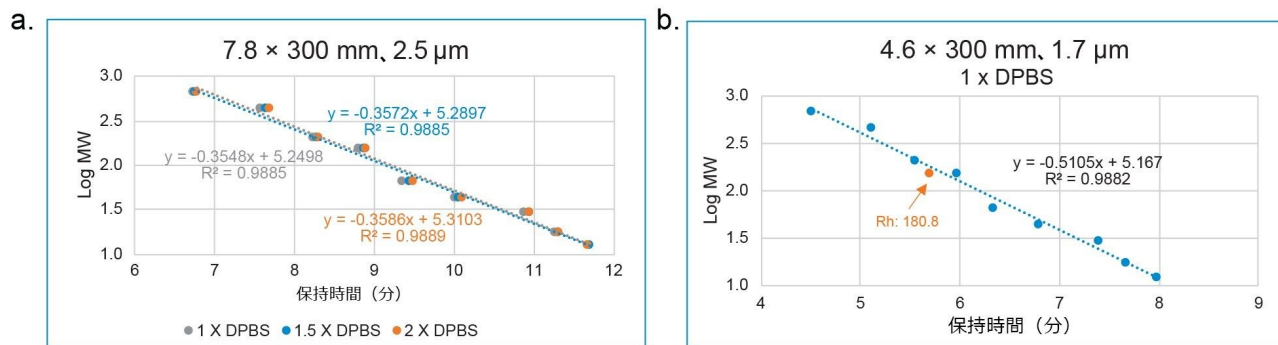 a.
7.8 × 300 mm、2.5 µm
3.0
2.5
2.0
1.5
1.0
Log MW
y = -0.3572x + 5.2897
R² = 0.9885
y = -0.3548x + 5.2498
R² = 0.9885
y = -0.3586x + 5.3103
R² = 0.9889
6 7 8 9 10 11 12
保持時間（分）
1 X DPBS 1.5 X DPBS 2 X DPBS
b.
4.6 × 300 mm、1.7 µm
1 x DPBS
3.0
2.5
2.0
1.5
1.0
Log MW
y = -0.5105x + 5.167
R² = 0.9882
Rh: 180.8
4 5 6 7 8 9
保持時間（分）